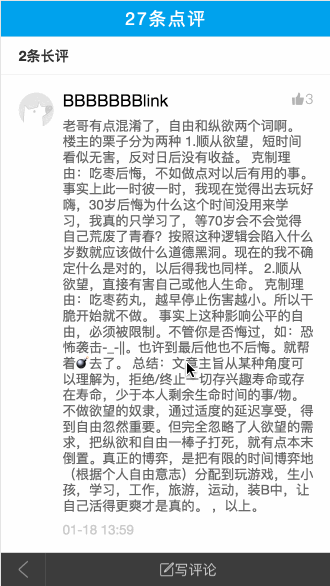 27条点评
2条长评
BBBBBBBlink
3
老哥有点混淆了，自由和纵欲两个词啊。
楼主的栗子分为两种 1.顺从欲望，短时间
看似无害，反对日后没有收益。 克制理
由：吃枣后悔，不如做点对以后有用的事。
事实上此一时彼一时，我现在觉得出去玩好
嗨，30岁后悔为什么这个时间没用来学
习，我真的只学习了，等70岁会不会觉得
自己荒废了青春？按照这种逻辑会陷入什么
岁数就应该做什么道德黑洞。现在的我不确
定什么是对的，以后得我也同样。 2.顺从
欲望，直接有害自己或他人生命。 克制理
由：吃枣药丸，越早停止伤害越小。所以干
脆开始就不做。 事实上这种影响公平的自
由，必须被限制。不管你是否悔过，如：恐
怖袭击-_-||。也许到最后他也不后悔。就帮
着💣去了。 总结：文章主旨从某种角度可
以理解为，拒绝/终止一切存兴趣寿命或存
在寿命，少于本人剩余生命时间的事/物。
不做欲望的奴隶，通过适度的延迟享受，得
到自由忽然重要。但完全忽略了人欲望的需
求，把纵欲和自由一棒子打死，就有点本末
倒置。真正的博弈，是把有限的时间博弈地
（根据个人自由意志）分配到玩游戏，生小
孩，学习，工作，旅游，运动，装B中，让
自己活得更爽才是真的。 ，以上。
01-18 13:59
写评论